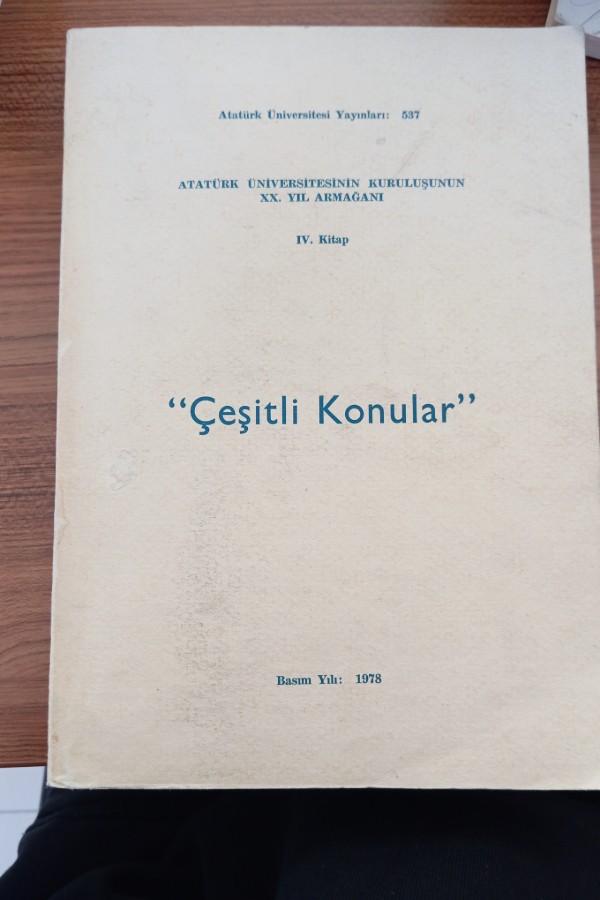 Atatürk Üniversitesi Yayınları: 537
ATATÜRK ÜNİVERSİTESİNİN KURULUŞUNUN
XX. YIL ARMAĞANI
IV. Kitap
“Çeşitli Konular”
Basım Yılı: 1978